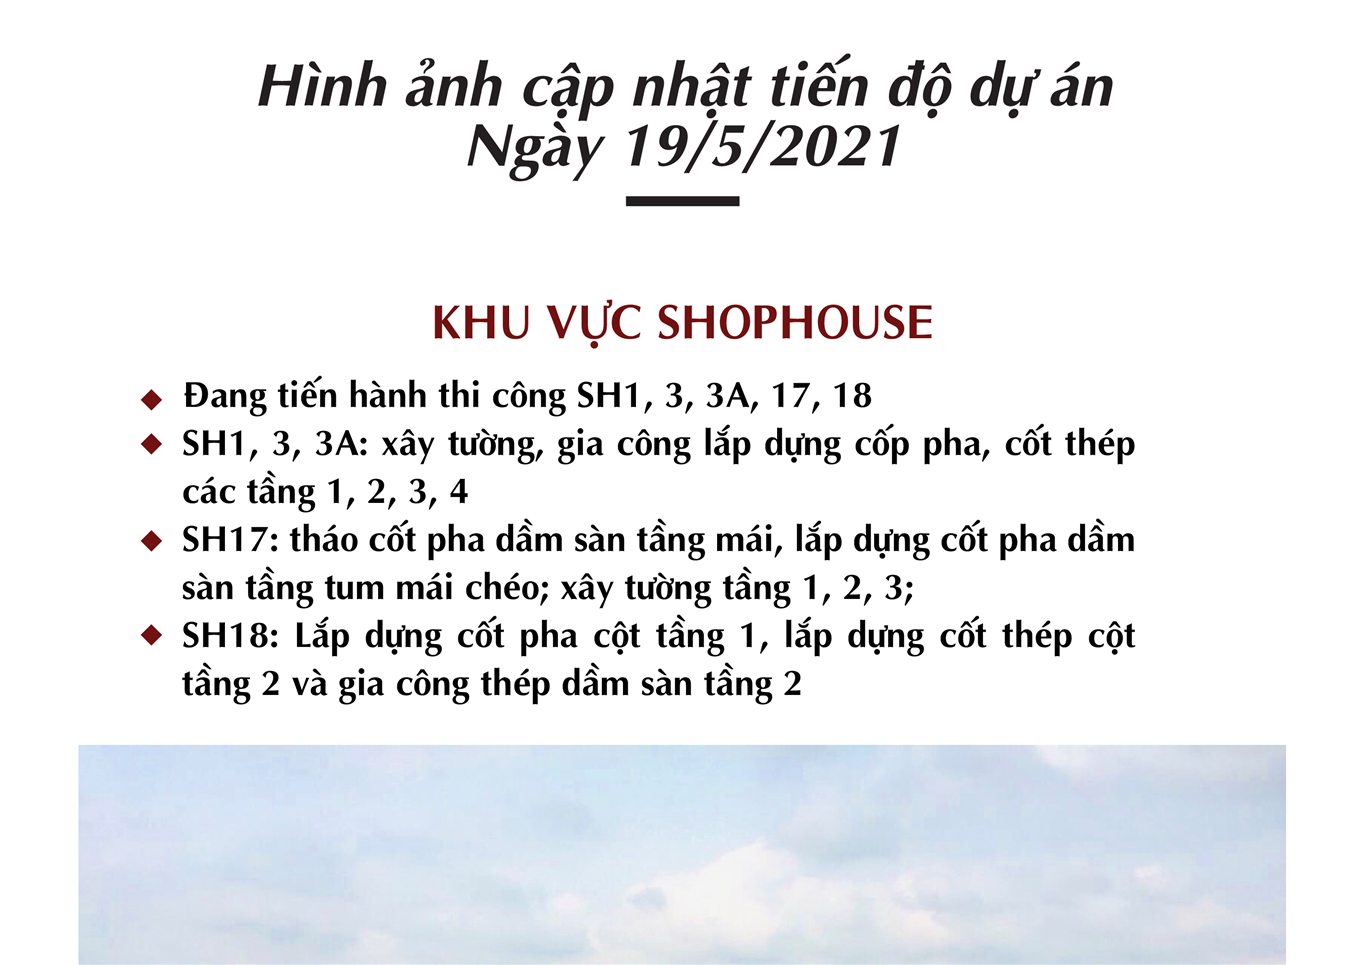 Hình ảnh cập nhật tiến độ dự án
Ngày 19/5/2021
KHU VỰC SHOPHOUSE
Đang tiến hành thi công SH1, 3, 3A, 17, 18
SH1, 3, 3A: xây tường, gia công lắp dựng cốp pha, cốt thép
các tầng 1, 2, 3, 4
SH17: tháo cốt pha dầm sàn tầng mái, lắp dựng cốt pha dầm
sàn tầng tum mái chéo; xây tường tầng 1, 2, 3;
SH18: Lắp dựng cốt pha cột tầng 1, lắp dựng cốt thép cột
tầng 2 và gia công thép dầm sàn tầng 2